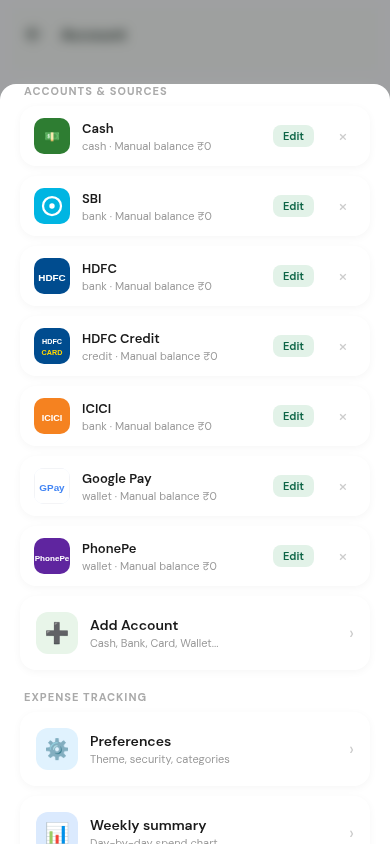 Account
ACCOUNTS & SOURCES
Cash
cash · Manual balance ₹0
Edit
×
SBI
bank · Manual balance ₹0
Edit
×
HDFC
HDFC
bank · Manual balance ₹0
Edit
×
HDFC
CARD
HDFC Credit
credit · Manual balance ₹0
Edit
×
ICICI
ICICI
bank · Manual balance ₹0
Edit
×
GPay
Google Pay
wallet · Manual balance ₹0
Edit
×
PhonePe
PhonePe
wallet · Manual balance ₹0
Edit
×
Add Account
Cash, Bank, Card, Wallet...
›
EXPENSE TRACKING
Preferences
Theme, security, categories
›
Weekly summary
Day-by-day spend chart
›